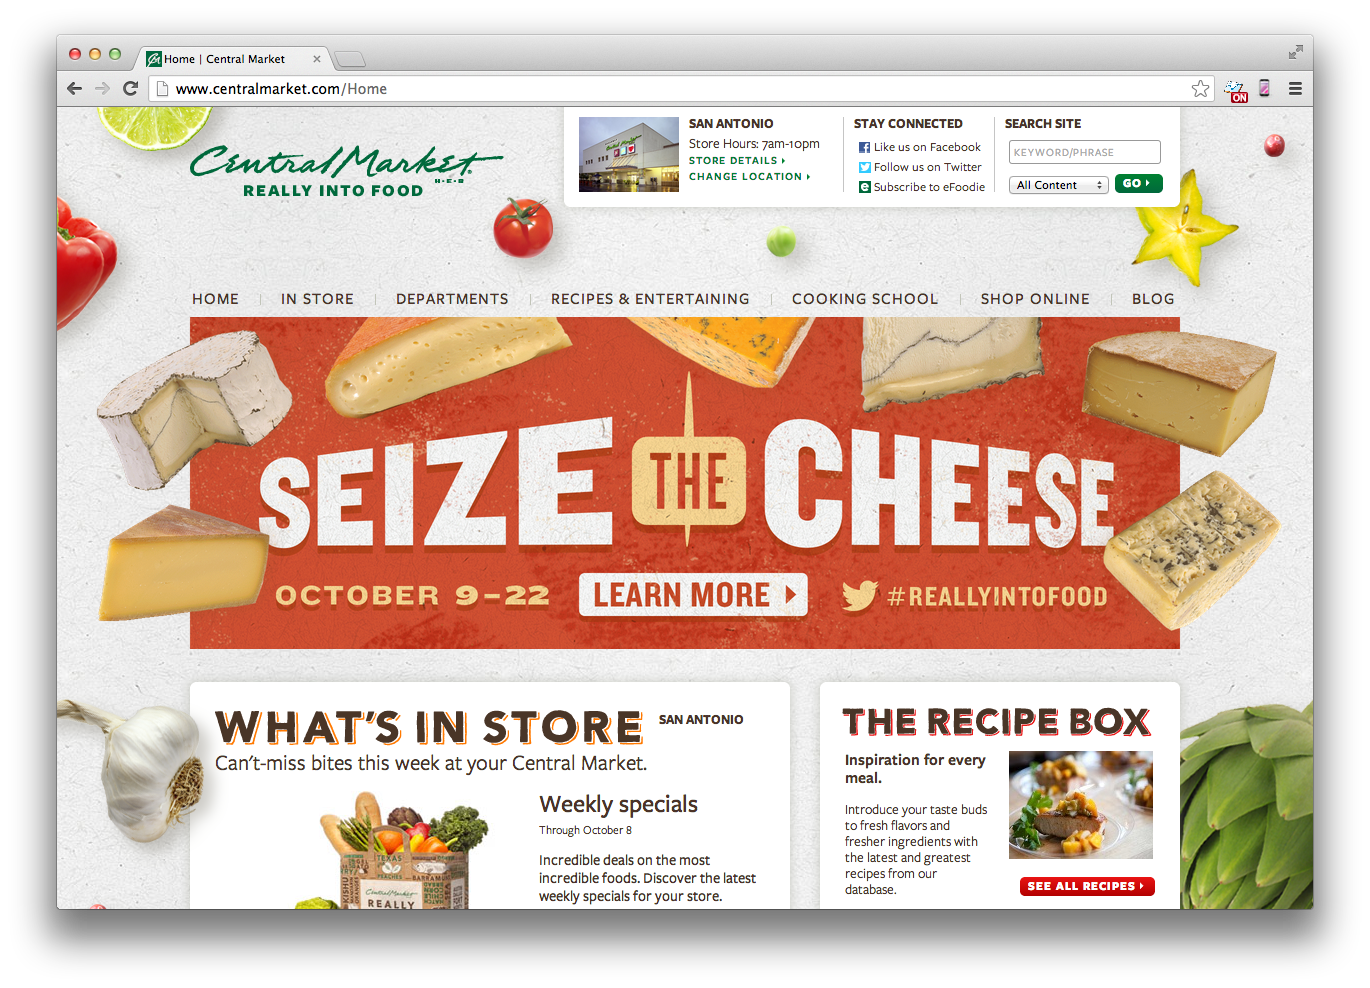 Home | Central Market
www.centralmarket.com/Home
ON
Central Market
H-E-B
REALLY INTO FOOD
SAN ANTONIO
Store Hours: 7am-10pm
STORE DETAILS
CHANGE LOCATION
STAY CONNECTED
Like us on Facebook
Follow us on Twitter
Subscribe to eFoodie
SEARCH SITE
KEYWORD/PHRASE
All Content
GO
HOME
IN STORE
DEPARTMENTS
RECIPES & ENTERTAINING
COOKING SCHOOL
SHOP ONLINE
BLOG
SEIZE THE CHEESE
OCTOBER 9–22
LEARN MORE
#REALLYINTOFOOD
WHAT'S IN STORE
SAN ANTONIO
Can't-miss bites this week at your Central Market.
Weekly specials
Through October 8
Incredible deals on the most
incredible foods. Discover the latest
weekly specials for your store.
TEXAS
PEACHES
KISHU
Central Market
REALLY
THE RECIPE BOX
Inspiration for every
meal.
Introduce your taste buds
to fresh flavors and
fresher ingredients with
the latest and greatest
recipes from our
database.
SEE ALL RECIPES